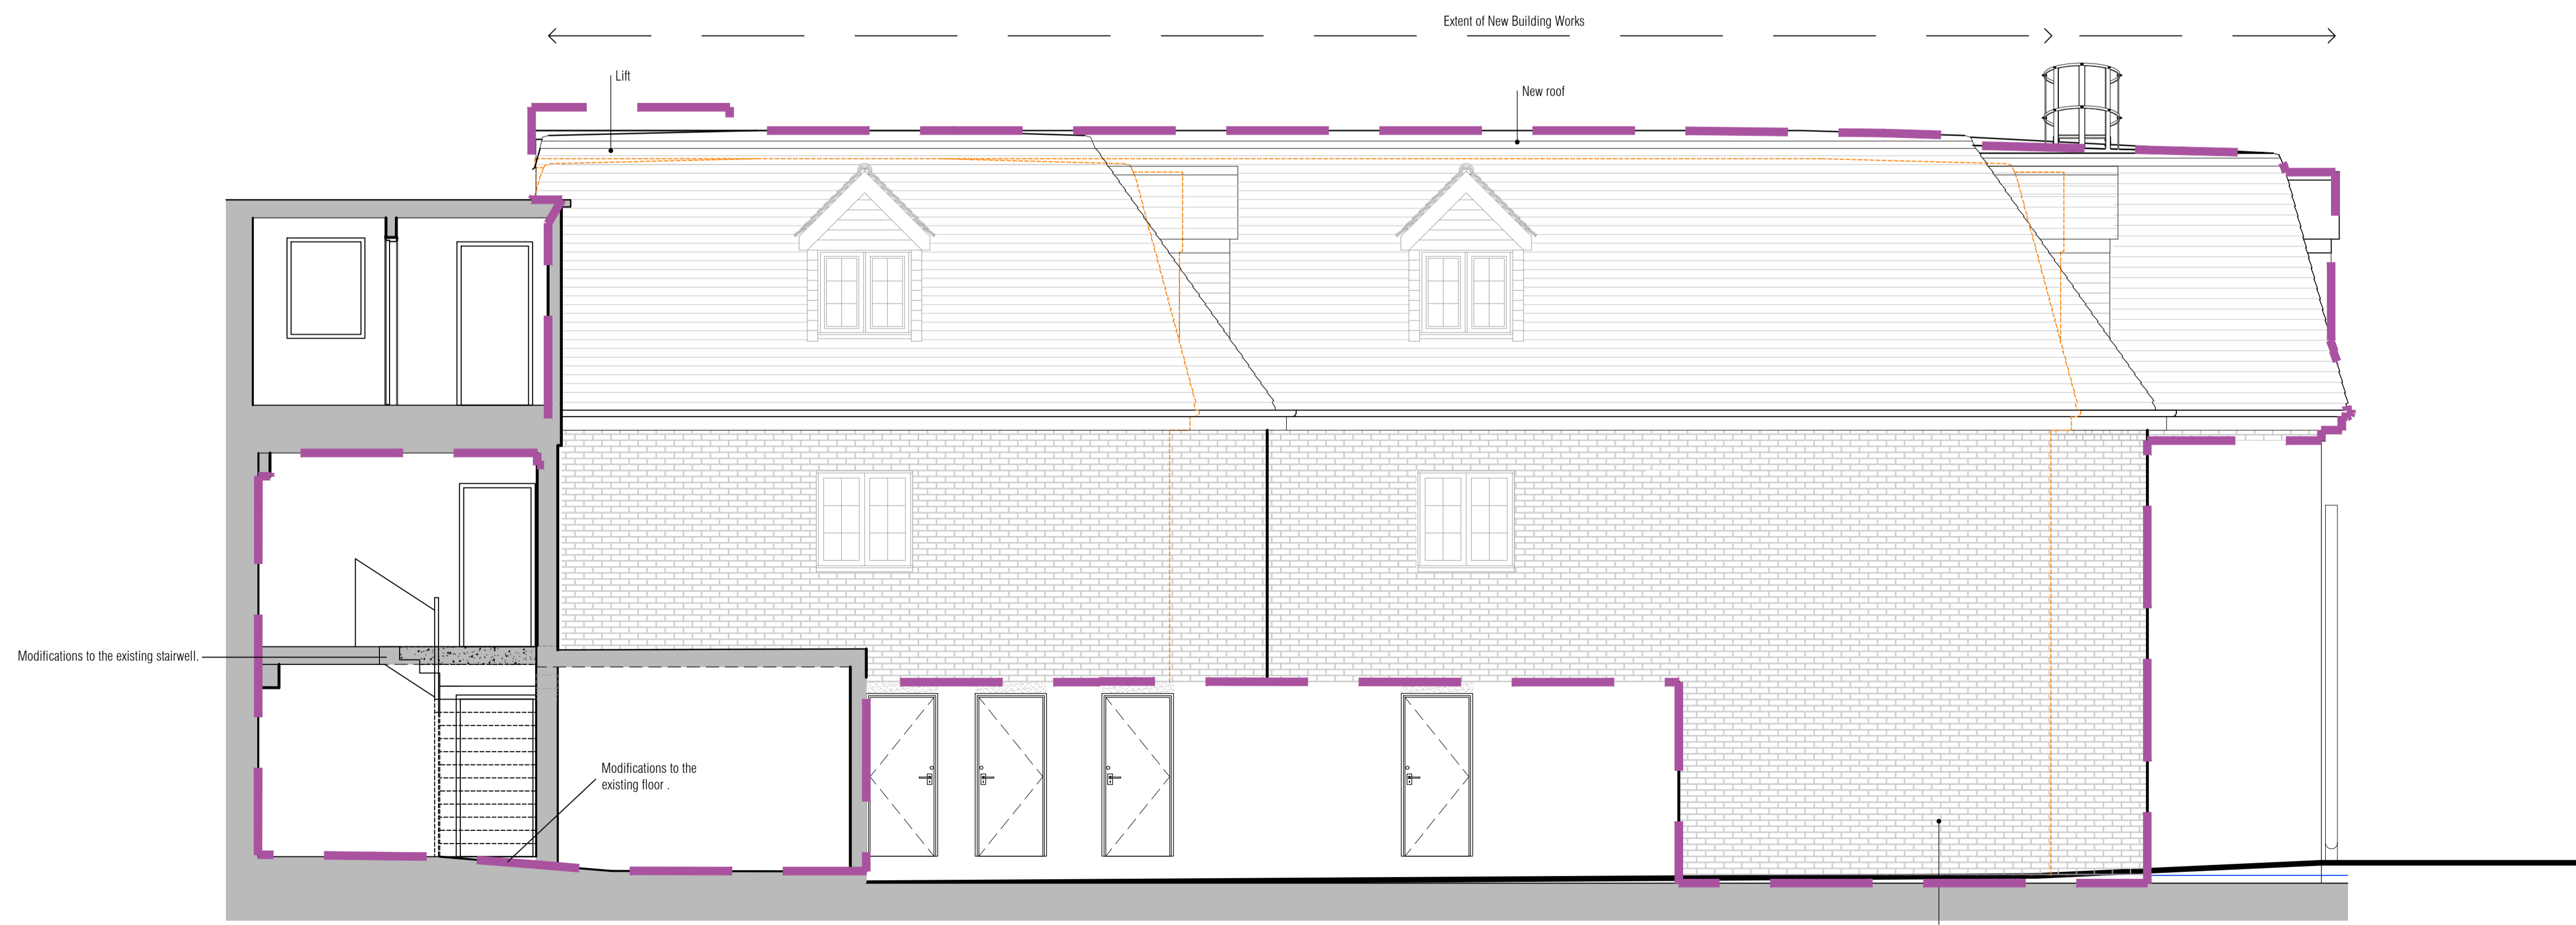 Extent of New Building Works
Lift
New roof
Modifications to the existing stairwell.
Modifications to the
existing floor .